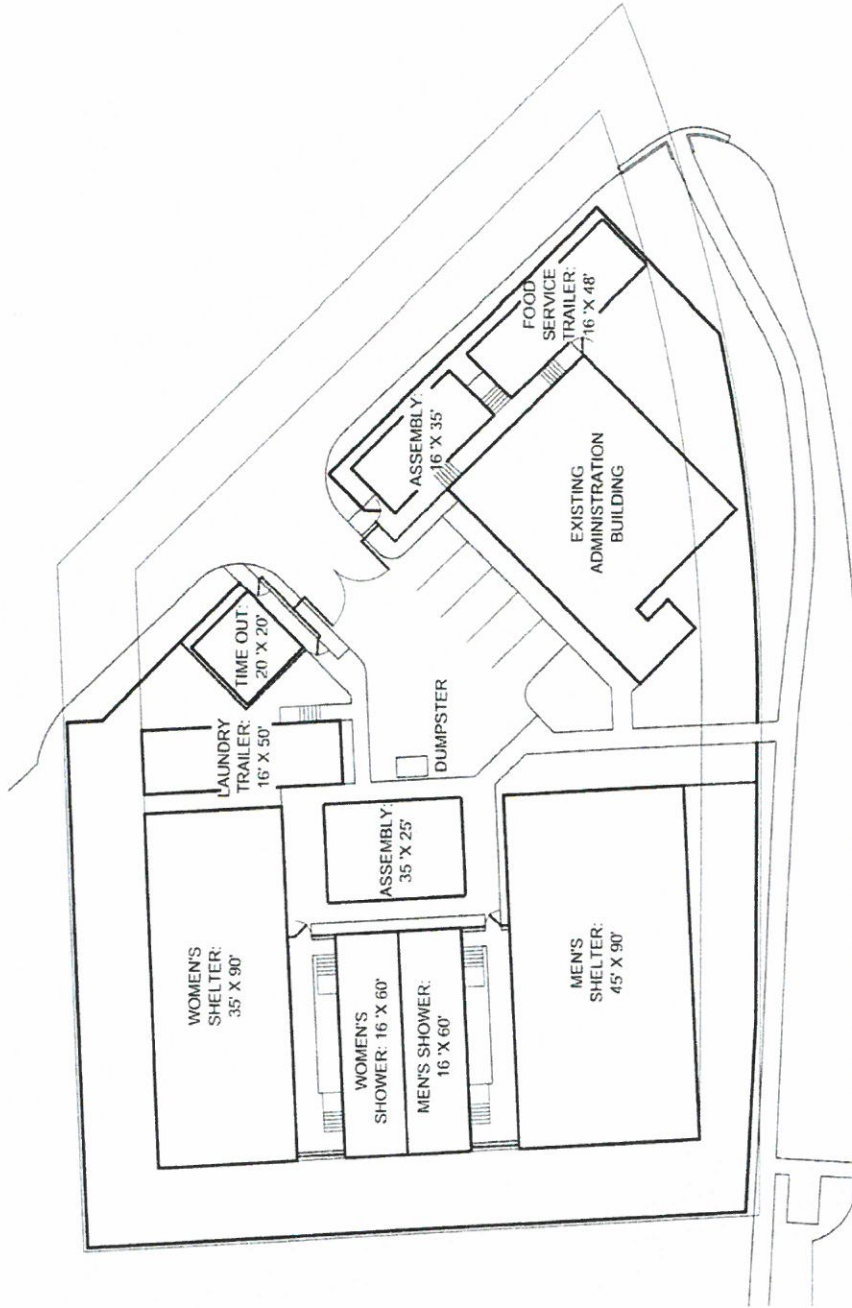 WOMEN'S
SHELTER:
35' X 90'
WOMEN'S
SHOWER: 16 'X 60'
MEN'S SHOWER:
16 'X 60'
MEN'S
SHELTER:
45' X 90'
ASSEMBLY:
35 'X 25'
LAUNDRY
TRAILER:
16' X 50'
TIME OUT:
20 'X 20'
DUMPSTER
ASSEMBLY:
16 'X 35'
EXISTING
ADMINISTRATION
BUILDING
FOOD
SERVICE
TRAILER:
16 'X 48'